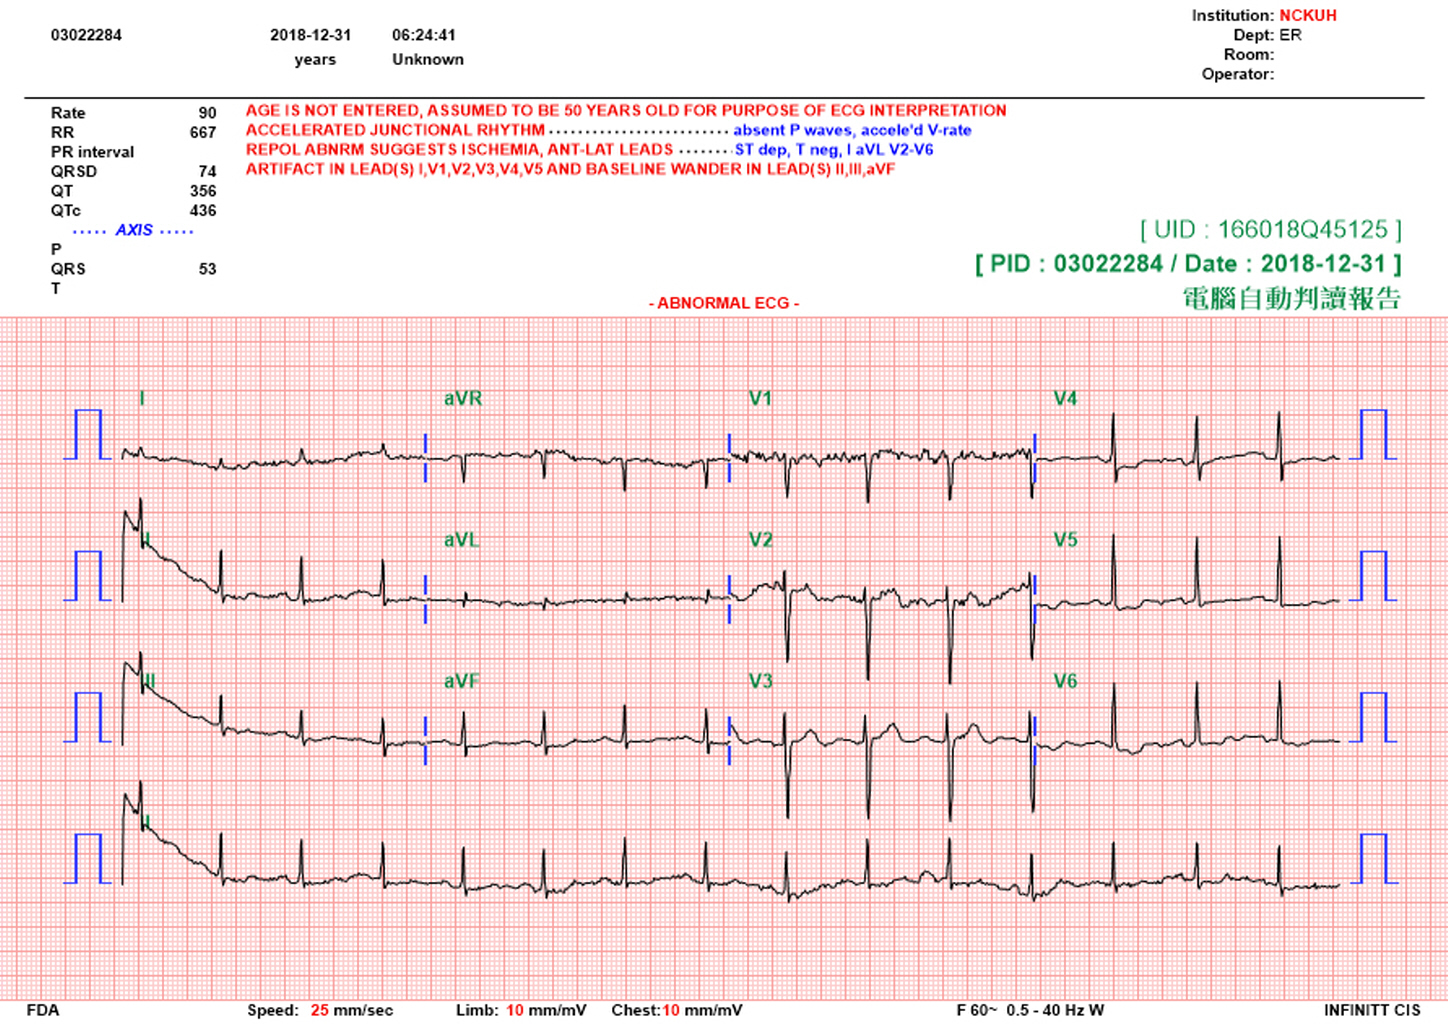 Institution: NCKUH
03022284 2018-12-31 06:24:41 Dept: ER
years Unknown Room:
Operator:
Rate 90 AGE IS NOT ENTERED, ASSUMED TO BE 50 YEARS OLD FOR PURPOSE OF ECG INTERPRETATION
RR 667 ACCELERATED JUNCTIONAL RHYTHM ........................ absent P waves, accele'd V-rate
PR interval REPOL ABNRM SUGGESTS ISCHEMIA, ANT-LAT LEADS ....... ST dep, T neg, I aVL V2-V6
QRSD 74 ARTIFACT IN LEAD(S) I,V1,V2,V3,V4,V5 AND BASELINE WANDER IN LEAD(S) II,III,aVF
QT 356
QTc 436
..... AXIS .....
[ UID : 166018Q45125 ]
P
QRS 53
[ PID : 03022284 / Date : 2018-12-31 ]
T
電腦自動判讀報告
- ABNORMAL ECG -
I aVR V1 V4
I aVL V2 V5
II aVF V3 V6
I
FDA Speed: 25 mm/sec Limb: 10 mm/mV Chest:10 mm/mV F 60~ 0.5 - 40 Hz W INFINITT CIS